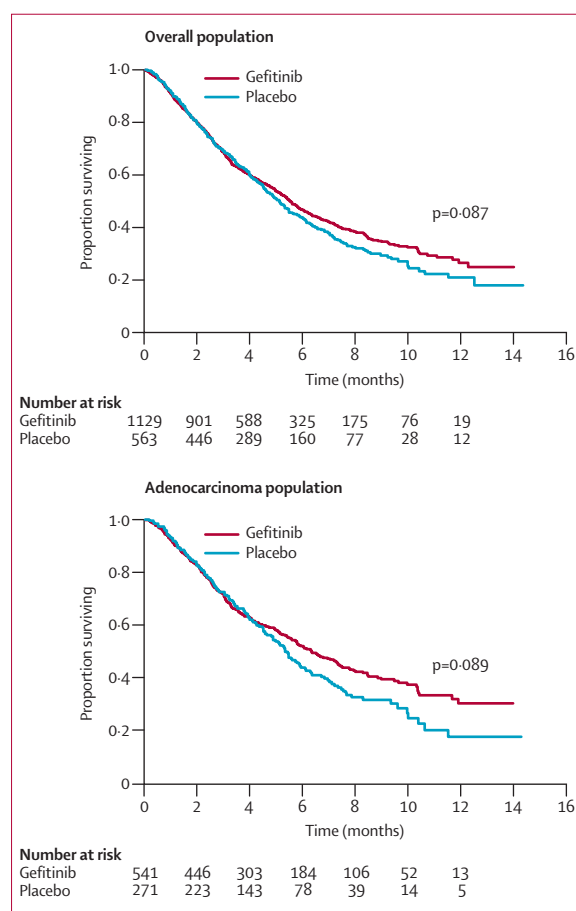 Overall population
1·0
0·8
0·6
0·4
0·2
0
Proportion surviving
Gefitinib
Placebo
p=0·087
0 2 4 6 8 10 12 14 16
Time (months)
Number at risk
Gefitinib 1129 901 588 325 175 76 19
Placebo 563 446 289 160 77 28 12
Adenocarcinoma population
1·0
0·8
0·6
0·4
0·2
0
Proportion surviving
Gefitinib
Placebo
p=0·089
0 2 4 6 8 10 12 14 16
Time (months)
Number at risk
Gefitinib 541 446 303 184 106 52 13
Placebo 271 223 143 78 39 14 5